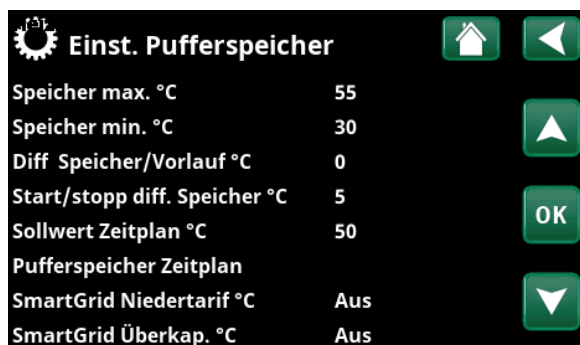 Einst. Pufferspeicher
Speicher max. °C 55
Speicher min. °C 30
Diff Speicher/Vorlauf °C 0
Start/stopp diff. Speicher °C 5
OK
Sollwert Zeitplan °C 50
Pufferspeicher Zeitplan
SmartGrid Niedertarif °C Aus
SmartGrid Überkap. °C Aus